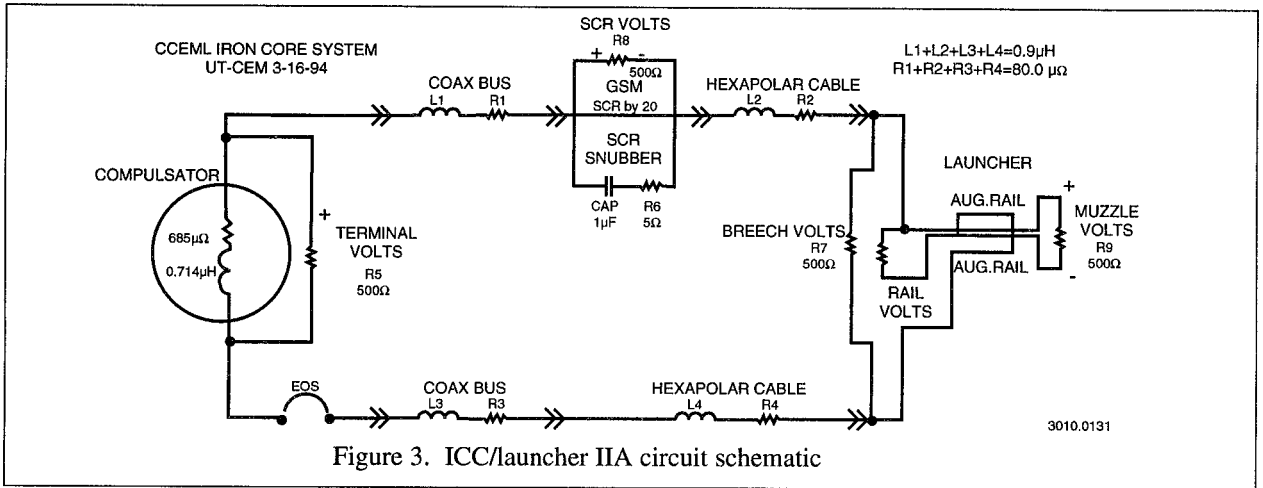 CCEML IRON CORE SYSTEM
UT-CEM 3-16-94
SCR VOLTS
R8
+
-
500Ω
GSM
SCR by 20
L1+L2+L3+L4=0.9µH
R1+R2+R3+R4=80.0 µΩ
COAX BUS
L1
R1
HEXAPOLAR CABLE
L2
R2
SCR
SNUBBER
CAP
1µF
R6
5Ω
COMPULSATOR
685µΩ
0.714µH
+
TERMINAL
VOLTS
R5
500Ω
BREECH VOLTS
R7
500Ω
LAUNCHER
AUG.RAIL
AUG.RAIL
RAIL
VOLTS
+
MUZZLE
VOLTS
R9
500Ω
-
EOS
COAX BUS
L3
R3
HEXAPOLAR CABLE
L4
R4
3010.0131
Figure 3. ICC/launcher IIA circuit schematic